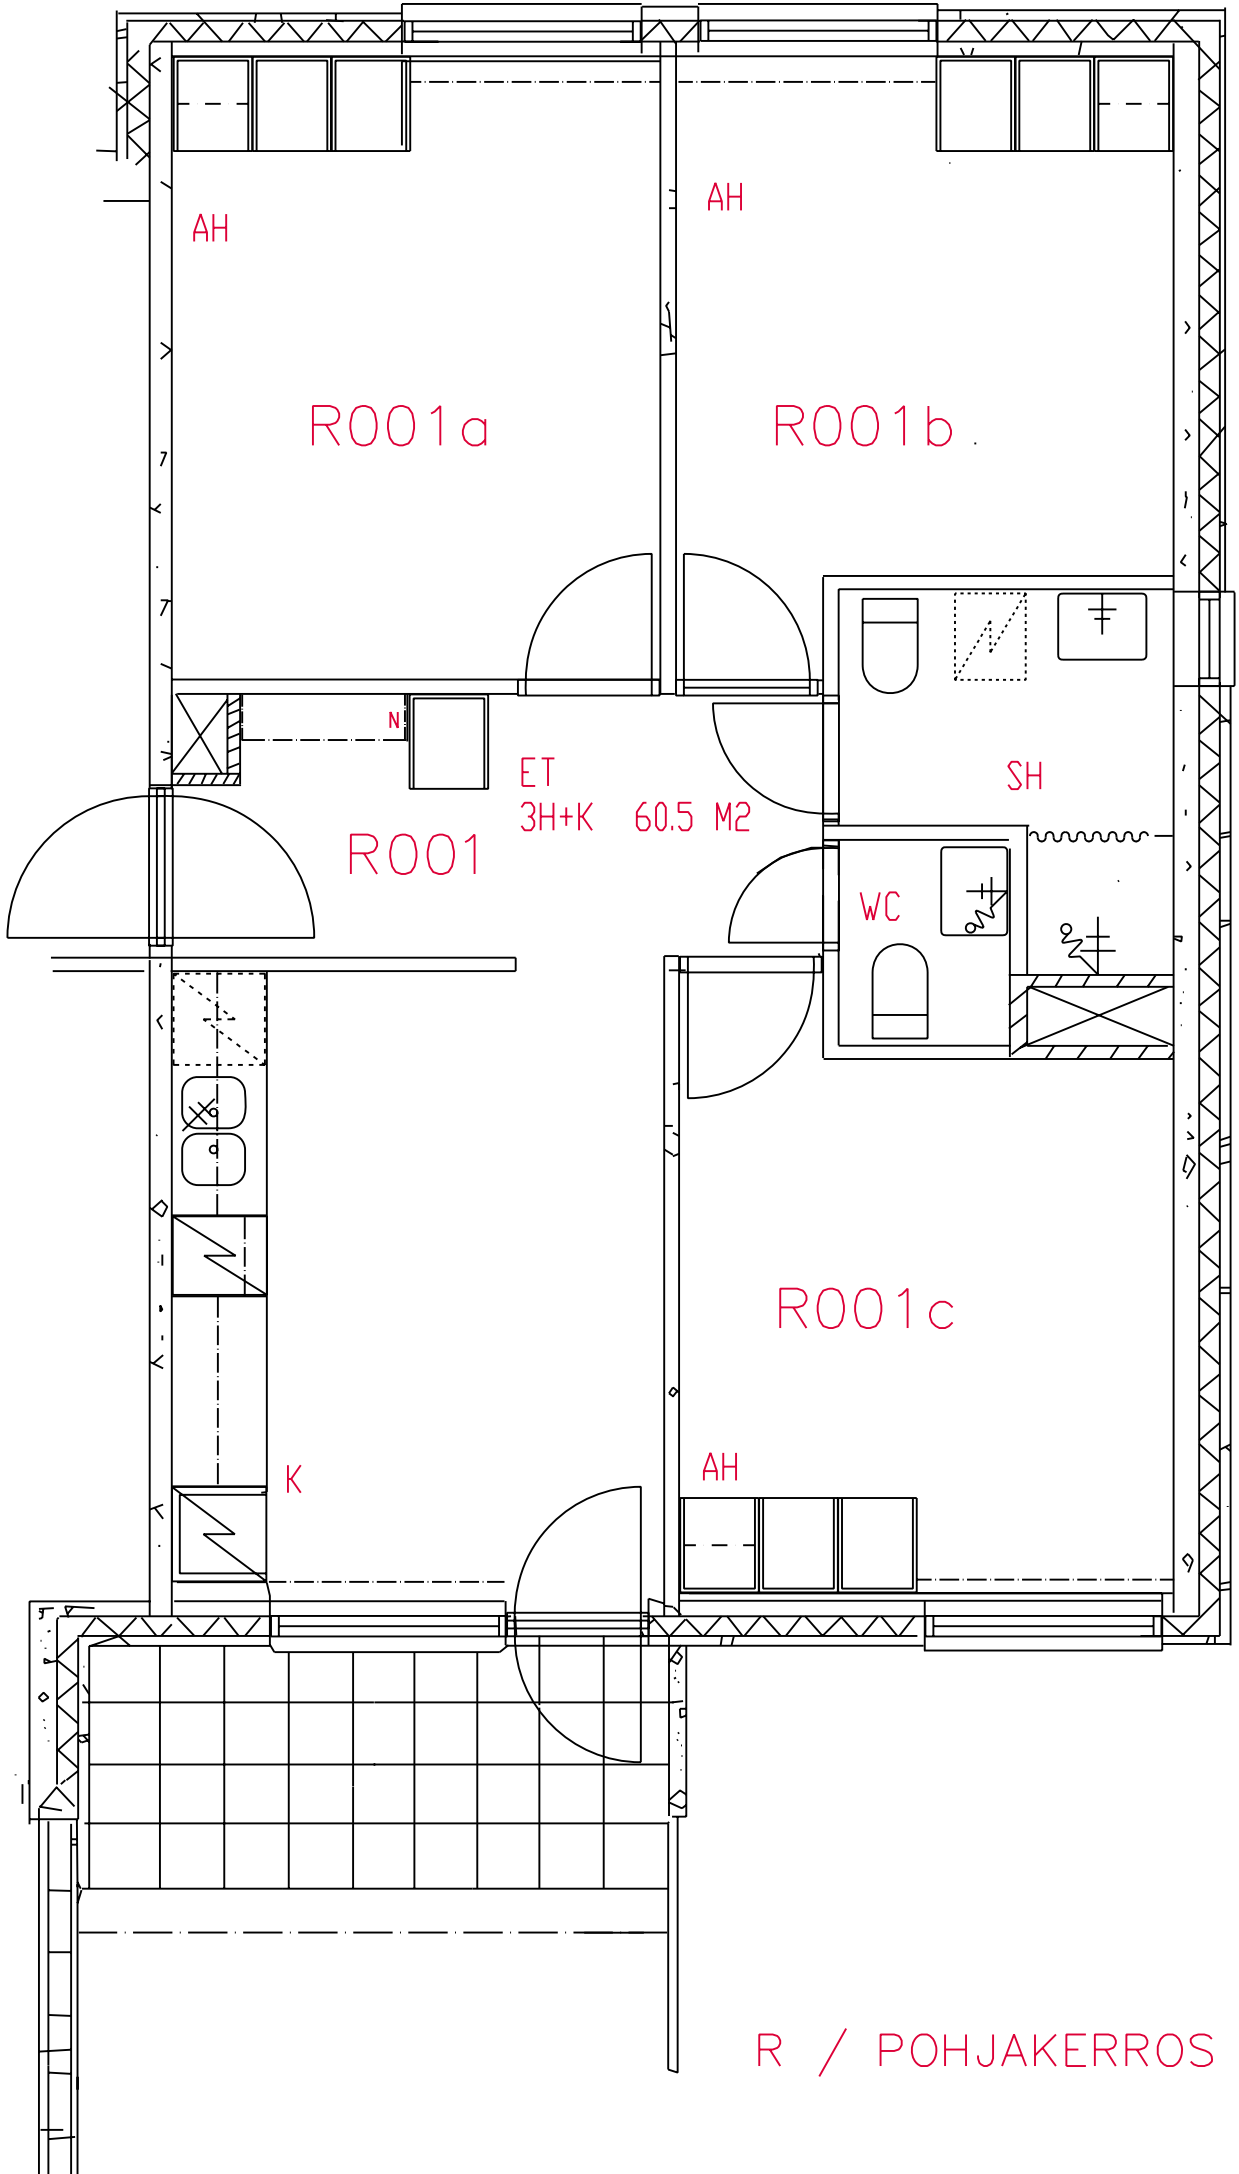 AH
AH
R001a
R001b
N
ET
3H+K 60.5 M2
SH
R001
WC
R001c
AH
K
R / POHJAKERROS